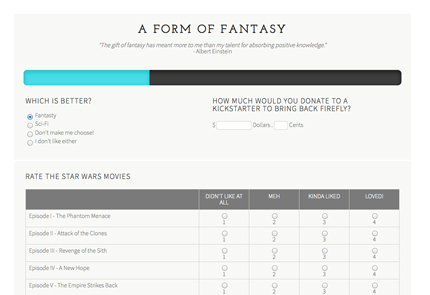 A FORM OF FANTASY
"The gift of fantasy has meant more to me than my talent for absorbing positive knowledge."
- Albert Einstein
WHICH IS BETTER?
Fantasty
Sci-Fi
Don't make me choose!
I don't like either
HOW MUCH WOULD YOU DONATE TO A
KICKSTARTER TO BRING BACK FIREFLY?
$ Dollars . Cents
RATE THE STAR WARS MOVIES
DIDN'T LIKE AT ALL MEH KINDA LIKED LOVED!
Episode I - The Phantom Menace 1 2 3 4
Episode II - Attack of the Clones 1 2 3 4
Episode III - Revenge of the Sith 1 2 3 4
Episode IV - A New Hope 1 2 3 4
Episode V - The Empire Strikes Back 1 2 3 4